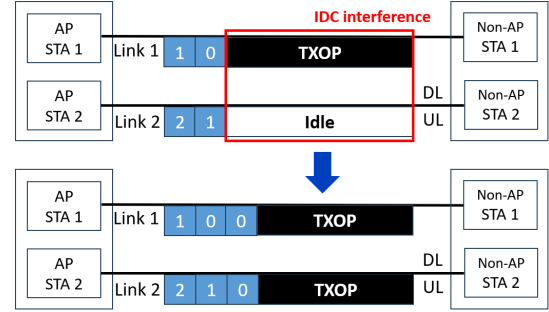 IDC interference
AP
STA 1
Link 1
1 0
TXOP
Non-AP
STA 1
AP
STA 2
Link 2
2 1
Idle
DL
UL
Non-AP
STA 2
AP
STA 1
Link 1
1 0 0
TXOP
Non-AP
STA 1
AP
STA 2
Link 2
2 1 0
TXOP
DL
UL
Non-AP
STA 2